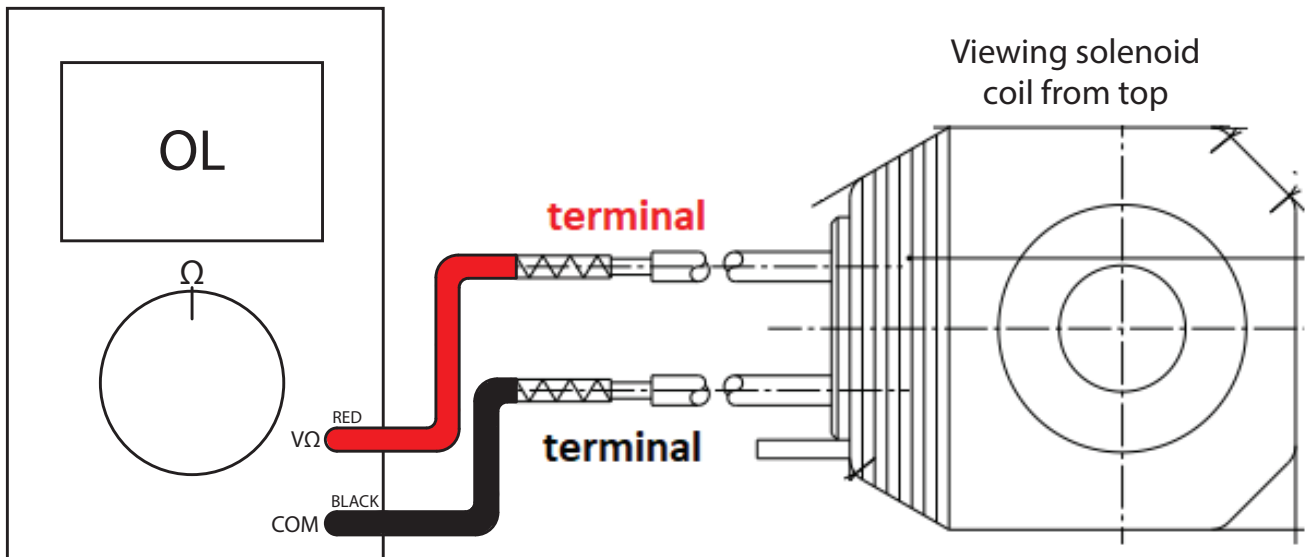 Viewing solenoid
coil from top
OL
terminal
Ω
RED
VΩ
terminal
BLACK
COM